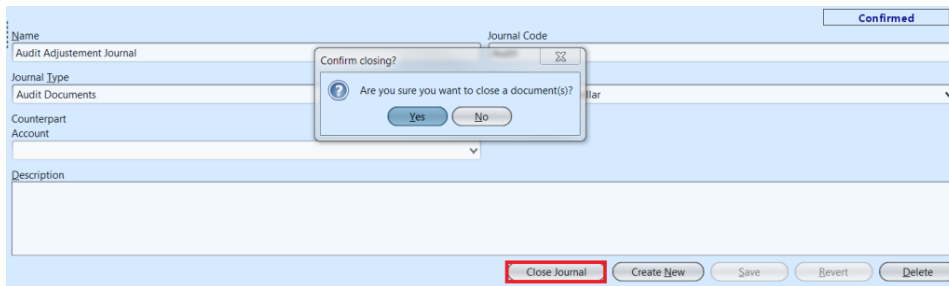 Confirmed
Name
Journal Code
Audit Adjustement Journal
Confirm closing?
Journal Type
Audit Documents
Are you sure you want to close a document(s)?
llar
Yes
No
Counterpart
Account
Description
Close Journal
Create New
Save
Revert
Delete